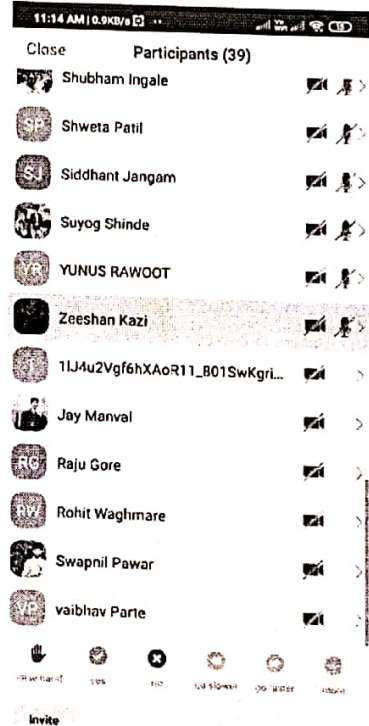 11:14 AM | 0.9KB/s
Close Participants (39)
Shubham Ingale
SP Shweta Patil
SJ Siddhant Jangam
Suyog Shinde
YR YUNUS RAWOOT
Zeeshan Kazi
1 1IJ4u2Vgf6hXAoR11_801SwKgri...
Jay Manval
RG Raju Gore
RW Rohit Waghmare
Swapnil Pawar
VP vaibhav Parte
yes no go slower go faster more
Invite